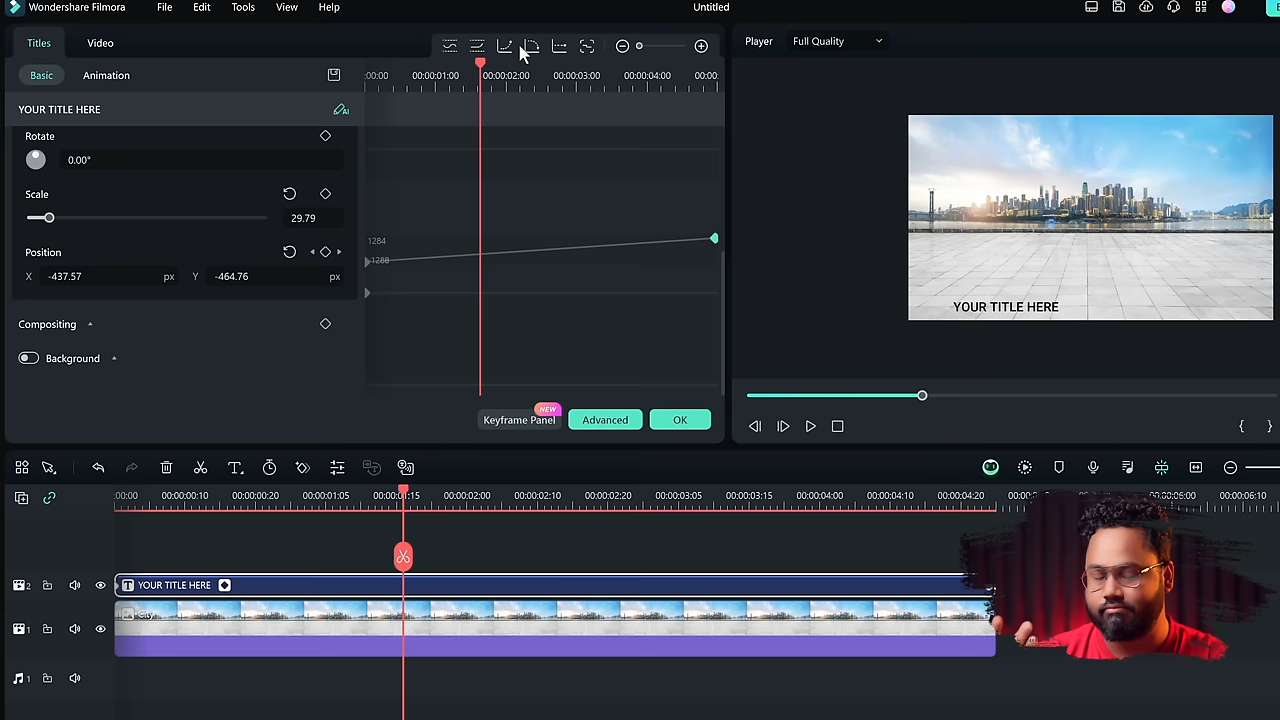 Wondershare Filmora File Edit Tools View Help Untitled
Titles Video
Player Full Quality
Basic Animation
:00:00 00:00:01:00 00:00:02:00 00:00:03:00 00:00:04:00 00:00
YOUR TITLE HERE
AI
Rotate
0.00°
Scale
29.79
Position
X -437.57 px Y -464.76 px
1284
1288
Compositing
Background
YOUR TITLE HERE
NEW
Keyframe Panel Advanced OK
:00:00 00:00:00:10 00:00:00:20 00:00:01:05 00:00:01:15 00:00:02:00 00:00:02:10 00:00:02:20 00:00:03:05 00:00:03:15 00:00:04:00 00:00:04:10 00:00:04:20 00:00:06:10
2 YOUR TITLE HERE
City
1
1